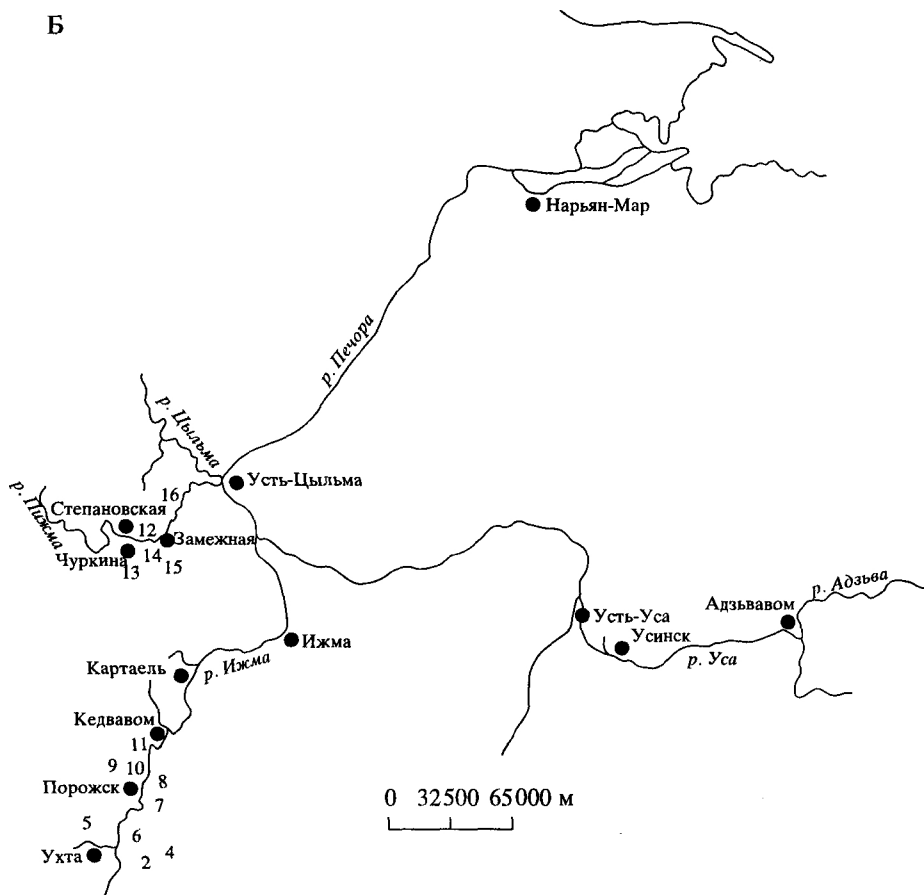 Б
Нарьян-Мар
р. Печора
р. Цыльма
Усть-Цыльма
р. Пижма
16
Степановская
12
Замежная
Чуркина
13
14
15
р. Адзьва
Адзьвавом
Усть-Уса
Усинск
р. Уса
Ижма
р. Ижма
Картаель
Кедвавом
11
9
10
8
Порожск
7
5
6
Ухта
2
4
0 32500 65000 м